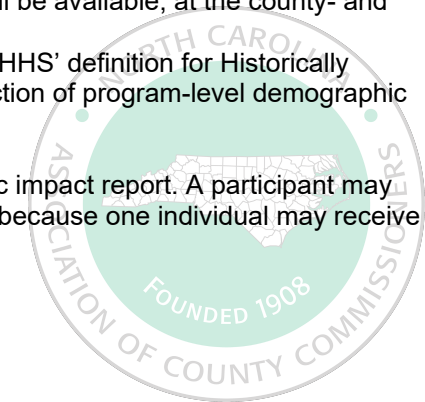 ll be available, at the county- and
HHS’ definition for Historically
ction of program-level demographic
c impact report. A participant may
because one individual may receive
NORTH CAROLINA
ASSOCIATION OF COUNTY COMMISSIONERS
FOUNDED 1908